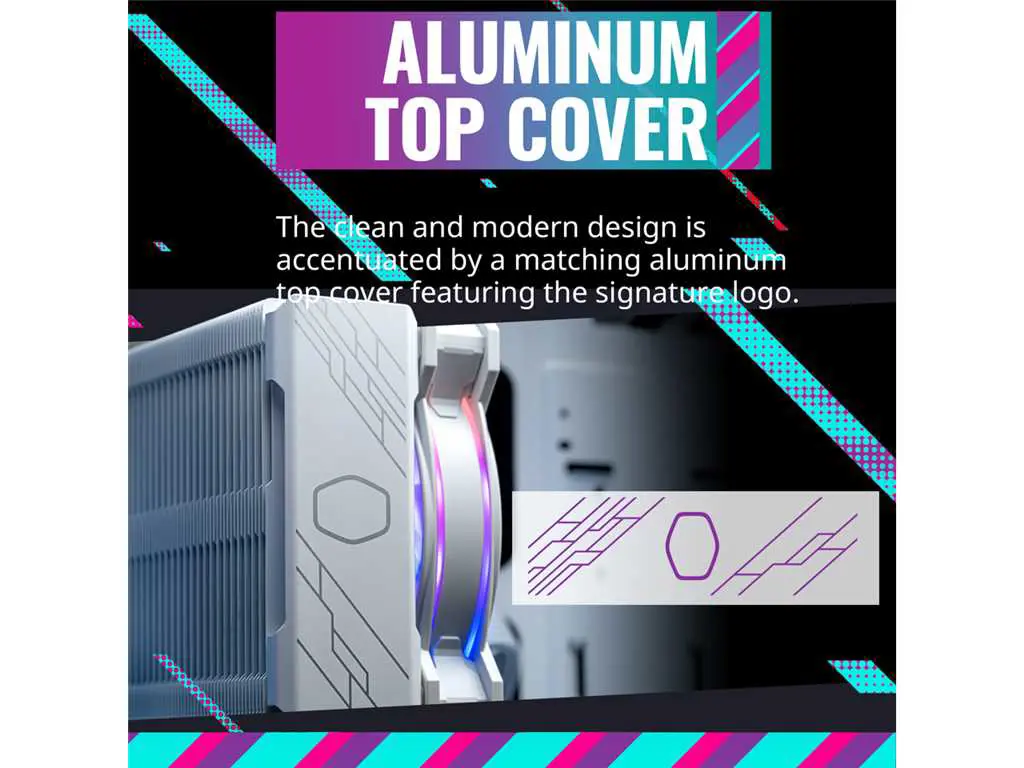 ALUMINUM
TOP COVER
The clean and modern design is
accentuated by a matching aluminum
top cover featuring the signature logo.